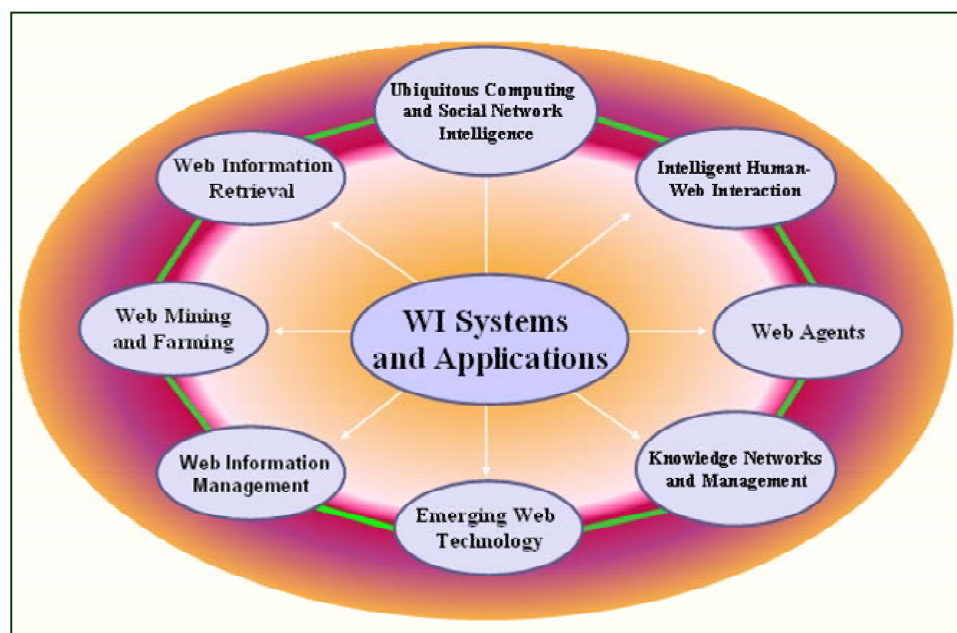 Ubiquitous Computing
and Social Network
Intelligence
Web Information
Retrieval
Intelligent Human-
Web Interaction
Web Mining
and Farming
WI Systems
and Applications
Web Agents
Web Information
Management
Knowledge Networks
and Management
Emerging Web
Technology